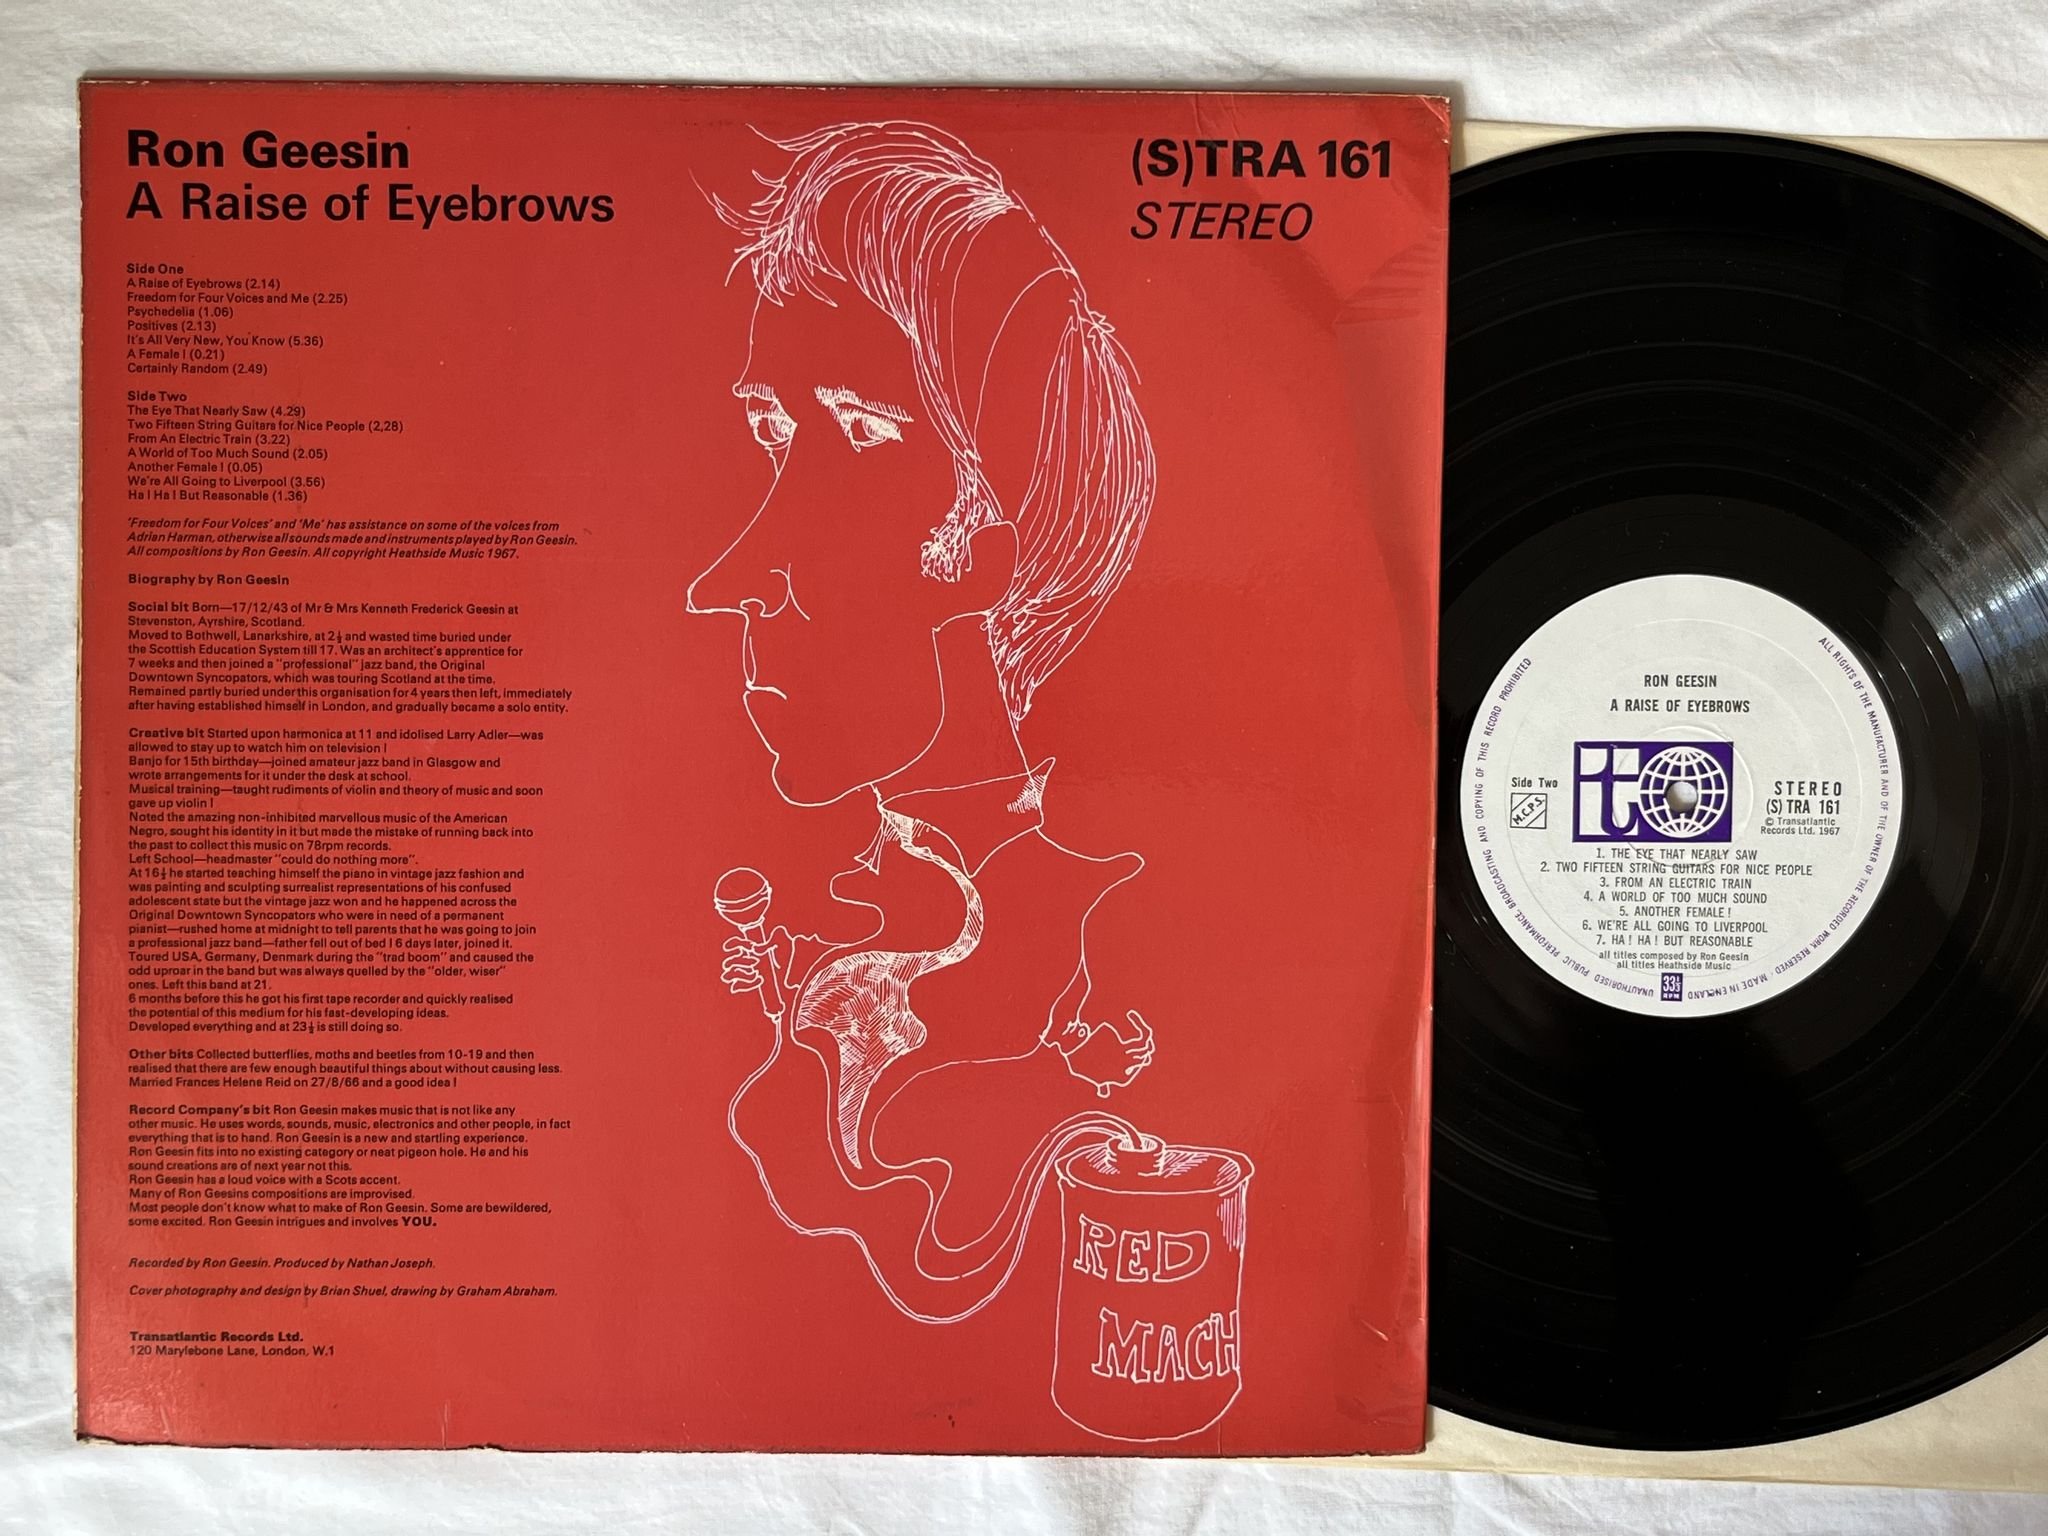 Ron Geesin
A Raise of Eyebrows
(S)TRA 161
STEREO
Side One
A Raise of Eyebrows (2.14)
Freedom for Four Voices and Me (2.25)
Psychedelia (1.06)
Positives (2.13)
It's All Very New, You Know (5.36)
A Female ! (0.21)
Certainly Random (2.49)
Side Two
The Eye That Nearly Saw (4.29)
Two Fifteen String Guitars for Nice People (2,28)
From An Electric Train (3.22)
A World of Too Much Sound (2.05)
Another Female ! (0.05)
We're All Going to Liverpool (3.56)
Ha ! Ha ! But Reasonable (1.36)
'Freedom for Four Voices' and 'Me' has assistance on some of the voices from
Adrian Harman, otherwise all sounds made and instruments played by Ron Geesin.
All compositions by Ron Geesin. All copyright Heathside Music 1967.
Biography by Ron Geesin
Social bit Born—17/12/43 of Mr & Mrs Kenneth Frederick Geesin at
Stevenston, Ayrshire, Scotland.
Moved to Bothwell, Lanarkshire, at 2½ and wasted time buried under
the Scottish Education System till 17. Was an architect's apprentice for
7 weeks and then joined a "professional" jazz band, the Original
Downtown Syncopators, which was touring Scotland at the time.
Remained partly buried under this organisation for 4 years then left, immediately
after having established himself in London, and gradually became a solo entity.
Creative bit Started upon harmonica at 11 and idolised Larry Adler—was
allowed to stay up to watch him on television !
Banjo for 15th birthday—joined amateur jazz band in Glasgow and
wrote arrangements for it under the desk at school.
Musical training—taught rudiments of violin and theory of music and soon
gave up violin !
Noted the amazing non-inhibited marvellous music of the American
Negro, sought his identity in it but made the mistake of running back into
the past to collect this music on 78rpm records.
Left School—headmaster "could do nothing more".
At 16½ he started teaching himself the piano in vintage jazz fashion and
was painting and sculpting surrealist representations of his confused
adolescent state but the vintage jazz won and he happened across the
Original Downtown Syncopators who were in need of a permanent
pianist—rushed home at midnight to tell parents that he was going to join
a professional jazz band—father fell out of bed ! 6 days later, joined it.
Toured USA, Germany, Denmark during the "trad boom" and caused the
odd uproar in the band but was always quelled by the "older, wiser"
ones. Left this band at 21.
6 months before this he got his first tape recorder and quickly realised
the potential of this medium for his fast-developing ideas.
Developed everything and at 23½ is still doing so.
Other bits Collected butterflies, moths and beetles from 10-19 and then
realised that there are few enough beautiful things about without causing less.
Married Frances Helene Reid on 27/8/66 and a good idea !
Record Company's bit Ron Geesin makes music that is not like any
other music. He uses words, sounds, music, electronics and other people, in fact
everything that is to hand. Ron Geesin is a new and startling experience.
Ron Geesin fits into no existing category or neat pigeon hole. He and his
sound creations are of next year not this.
Ron Geesin has a loud voice with a Scots accent.
Many of Ron Geesins compositions are improvised.
Most people don't know what to make of Ron Geesin. Some are bewildered,
some excited. Ron Geesin intrigues and involves YOU.
Recorded by Ron Geesin. Produced by Nathan Joseph.
Cover photography and design by Brian Shuel, drawing by Graham Abraham.
Transatlantic Records Ltd.
120 Marylebone Lane, London, W.1
RED
MACH
RON GEESIN
A RAISE OF EYEBROWS
Side Two
M.C.P.S.
t
STEREO
(S) TRA 161
© Transatlantic
Records Ltd. 1967
1. THE EYE THAT NEARLY SAW
2. TWO FIFTEEN STRING GUITARS FOR NICE PEOPLE
3. FROM AN ELECTRIC TRAIN
4. A WORLD OF TOO MUCH SOUND
5. ANOTHER FEMALE !
6. WE'RE ALL GOING TO LIVERPOOL
7. HA ! HA ! BUT REASONABLE
all titles composed by Ron Geesin
all titles Heathside Music
33⅓
RPM
ALL RIGHTS OF THE MANUFACTURER AND OF THE OWNER OF THE RECORDED WORK RESERVED. MADE IN ENGLAND
UNAUTHORISED PUBLIC PERFORMANCE, BROADCASTING AND COPYING OF THIS RECORD PROHIBITED